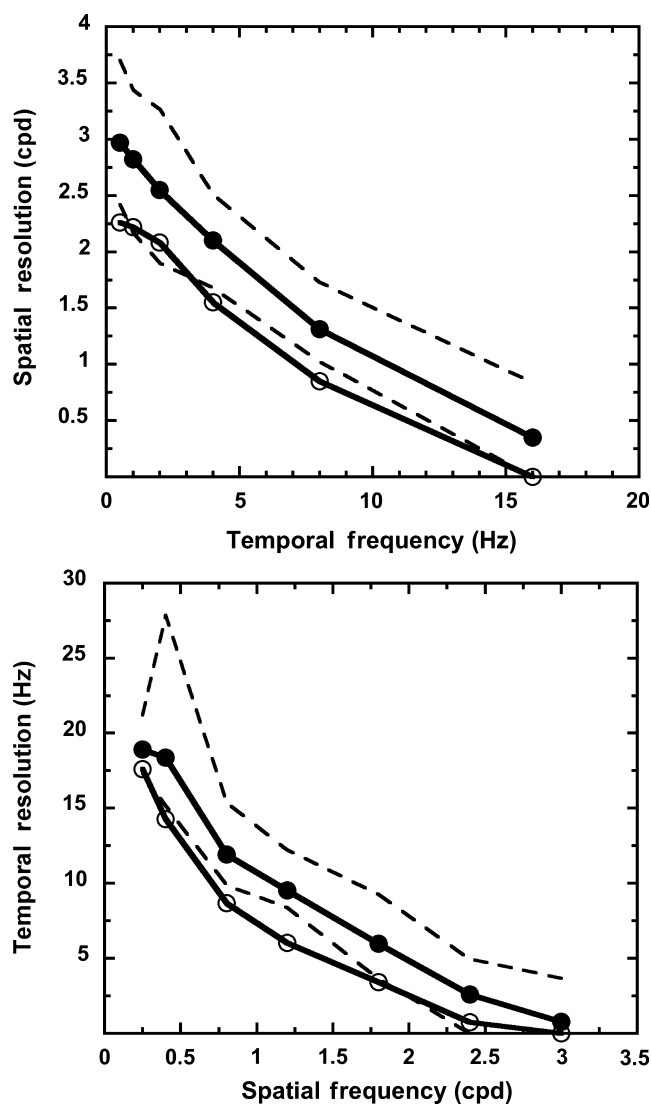 4
3.5
3
2.5
2
1.5
1
0.5
Spatial resolution (cpd)
0 5 10 15 20
Temporal frequency (Hz)
30
25
20
15
10
5
Temporal resolution (Hz)
0 0.5 1 1.5 2 2.5 3 3.5
Spatial frequency (cpd)